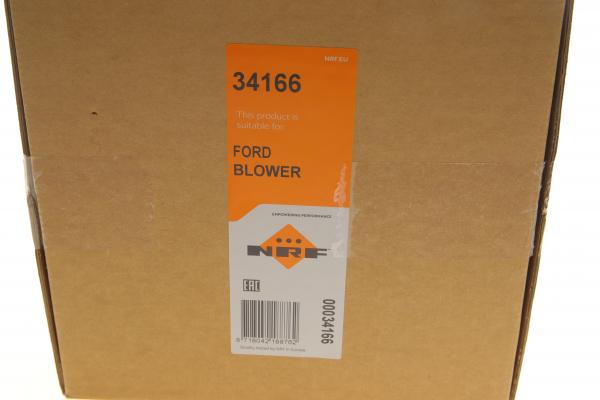 NRF.EU
34166
This product is
suitable for:
FORD
BLOWER
EMPOWERING PERFORMANCE
NRF
EAC
00034166
8 718042 168762
Quality tested by NRF in Europe